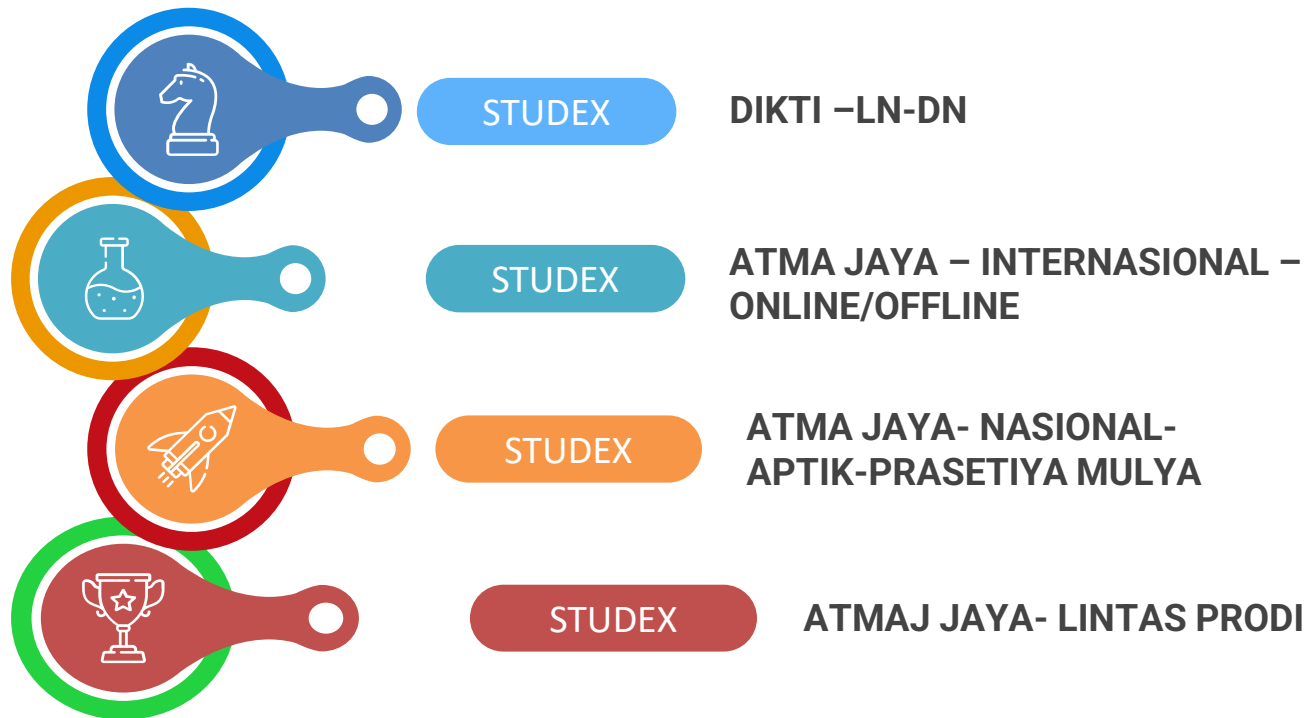 STUDEX
DIKTI –LN-DN
STUDEX
ATMA JAYA – INTERNASIONAL –
ONLINE/OFFLINE
STUDEX
ATMA JAYA- NASIONAL-
APTIK-PRASETIYA MULYA
STUDEX
ATMAJ JAYA- LINTAS PRODI